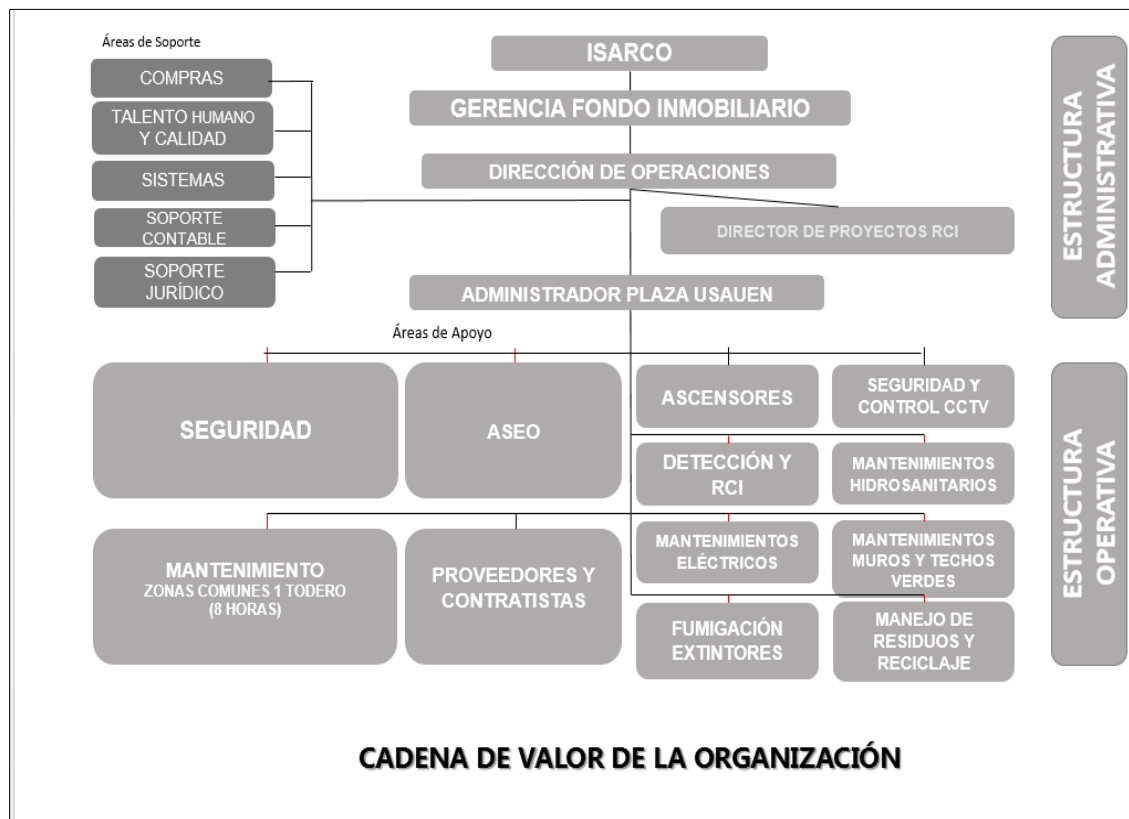 Áreas de Soporte
COMPRAS
TALENTO HUMANO
Y CALIDAD
SISTEMAS
SOPORTE
CONTABLE
SOPORTE
JURÍDICO
ISARCO
GERENCIA FONDO INMOBILIARIO
DIRECCIÓN DE OPERACIONES
DIRECTOR DE PROYECTOS RCI
ADMINISTRADOR PLAZA USAUEN
ESTRUCTURA
ADMINISTRATIVA
Áreas de Apoyo
SEGURIDAD
ASEO
ASCENSORES
SEGURIDAD Y
CONTROL CCTV
DETECCIÓN Y
RCI
MANTENIMIENTOS
HIDROSANITARIOS
MANTENIMIENTO
ZONAS COMUNES 1 TODERO
(8 HORAS)
PROVEEDORES Y
CONTRATISTAS
MANTENIMIENTOS
ELÉCTRICOS
MANTENIMIENTOS
MUROS Y TECHOS
VERDES
FUMIGACIÓN
EXTINTORES
MANEJO DE
RESIDUOS Y
RECICLAJE
ESTRUCTURA
OPERATIVA
CADENA DE VALOR DE LA ORGANIZACIÓN